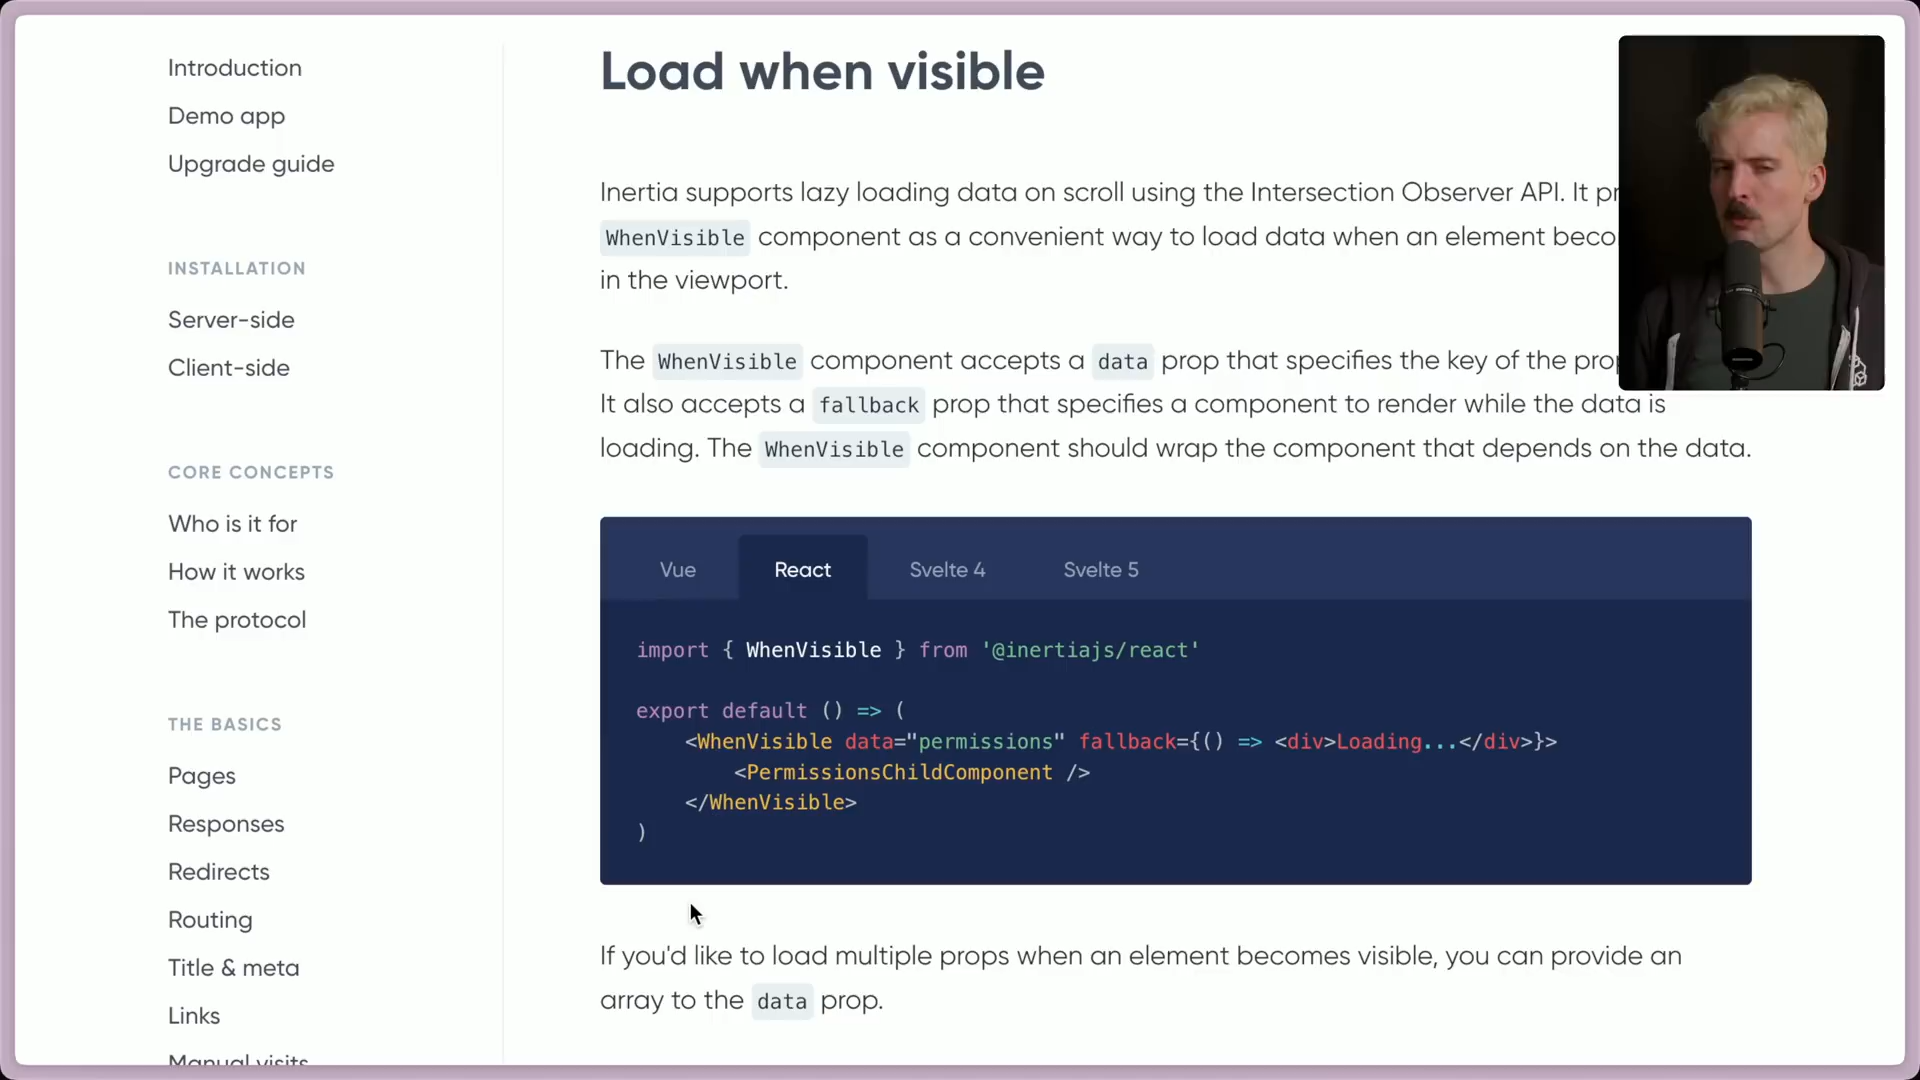 Introduction
Demo app
Upgrade guide
INSTALLATION
Server-side
Client-side
CORE CONCEPTS
Who is it for
How it works
The protocol
THE BASICS
Pages
Responses
Redirects
Routing
Title & meta
Links
Manual visits
Load when visible
Inertia supports lazy loading data on scroll using the Intersection Observer API. It
WhenVisible component as a convenient way to load data when an element
in the viewport.
The WhenVisible component accepts a data prop that specifies the key of the
It also accepts a fallback prop that specifies a component to render while the data is
loading. The WhenVisible component should wrap the component that depends on the data.
Vue React Svelte 4 Svelte 5
import { WhenVisible } from '@inertiajs/react'
export default () => (
<WhenVisible data="permissions" fallback={() => <div>Loading...</div>}>
<PermissionsChildComponent />
</WhenVisible>
)
If you'd like to load multiple props when an element becomes visible, you can provide an
array to the data prop.